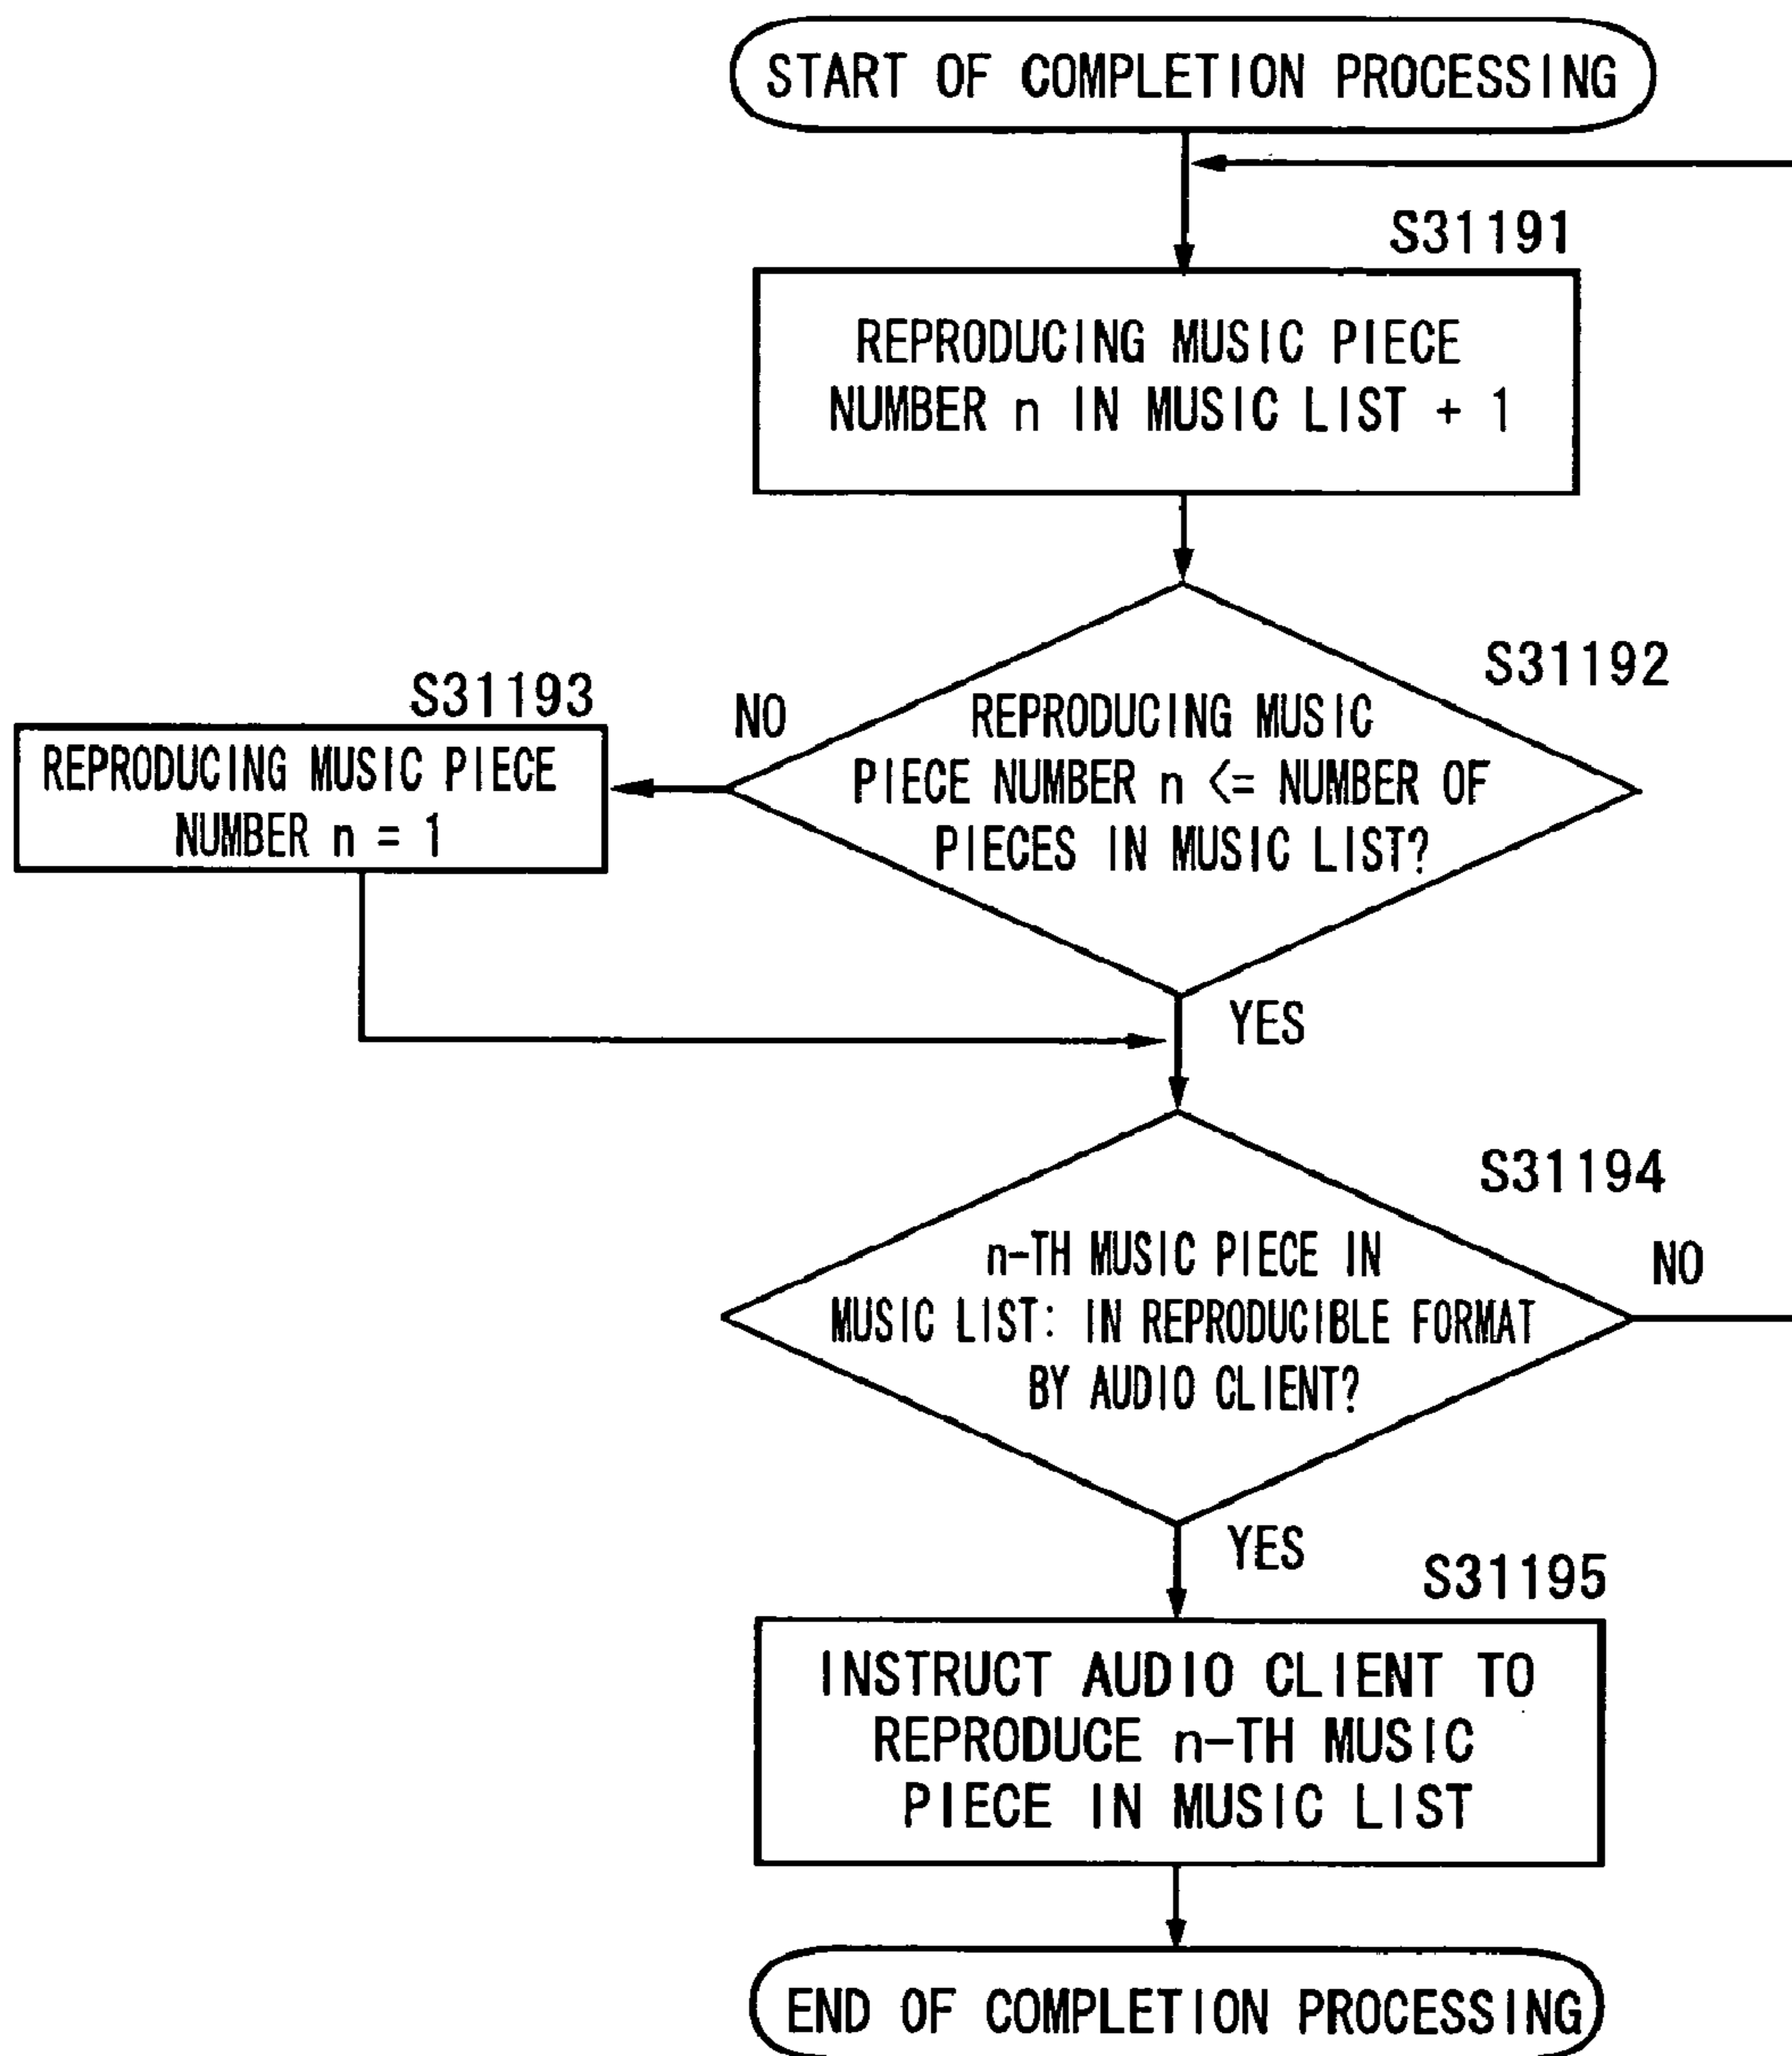 START OF COMPLETION PROCESSING
S31191
REPRODUCING MUSIC PIECE
NUMBER n IN MUSIC LIST + 1
S31192
REPRODUCING MUSIC
PIECE NUMBER n <= NUMBER OF
PIECES IN MUSIC LIST?
NO
S31193
REPRODUCING MUSIC PIECE
NUMBER n = 1
YES
S31194
n-TH MUSIC PIECE IN
MUSIC LIST: IN REPRODUCIBLE FORMAT
BY AUDIO CLIENT?
NO
YES
S31195
INSTRUCT AUDIO CLIENT TO
REPRODUCE n-TH MUSIC
PIECE IN MUSIC LIST
END OF COMPLETION PROCESSING